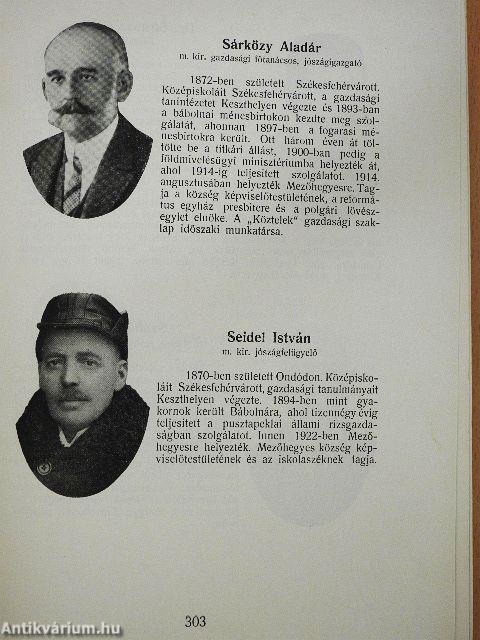 Sárközy Aladár
m. kir. gazdasági főtanácsos, jószágigazgató
1872-ben született Székesfehérvárott.
Középiskoláit Székesfehérvárott, a gazdasági
tanintézetet Keszthelyen végezte és 1893-ban
a bábolnai ménesbirtokon kezdte meg szol-
gálatát, ahonnan 1897-ben a fogarasi mé-
nesbirtokra került. Ott három éven át töl-
tötte be a titkári állást, 1900-ban pedig a
földmívelésügyi minisztériumba helyezték át,
ahol 1914-ig teljesített szolgálatot. 1914.
augusztusában helyezték Mezőhegyesre. Tag-
ja a község képviselőtestületének, a reformá-
tus egyház presbitere és a polgári lövész-
egylet elnöke. A „Köztelek” gazdasági szak-
lap időszaki munkatársa.
Seidel István
m. kir. jószágfelügyelő
1870-ben született Ondódon. Középisko-
láit Székesfehérvárott, gazdasági tanulmányait
Keszthelyen végezte. 1894-ben mint gya-
kornok került Bábolnára, ahol tizennégy évig
teljesített a pusztapeklai állami rizsgazda-
ságban szolgálatot. Innen 1922-ben Mező-
hegyesre helyezték. Mezőhegyes község kép-
viselőtestületének és az iskolaszéknek tagja.
303
Antikvárium.hu